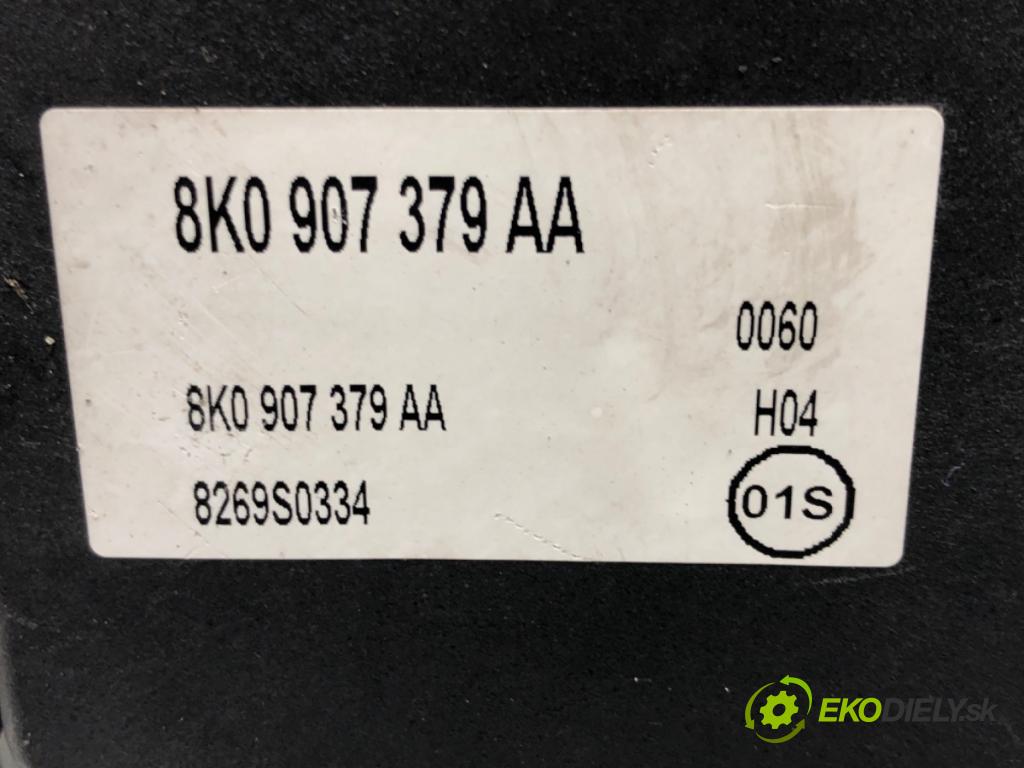 8K0 907 379 AA
0060
8K0 907 379 AA H04
8269S0334 01S
EKODIELY.sk